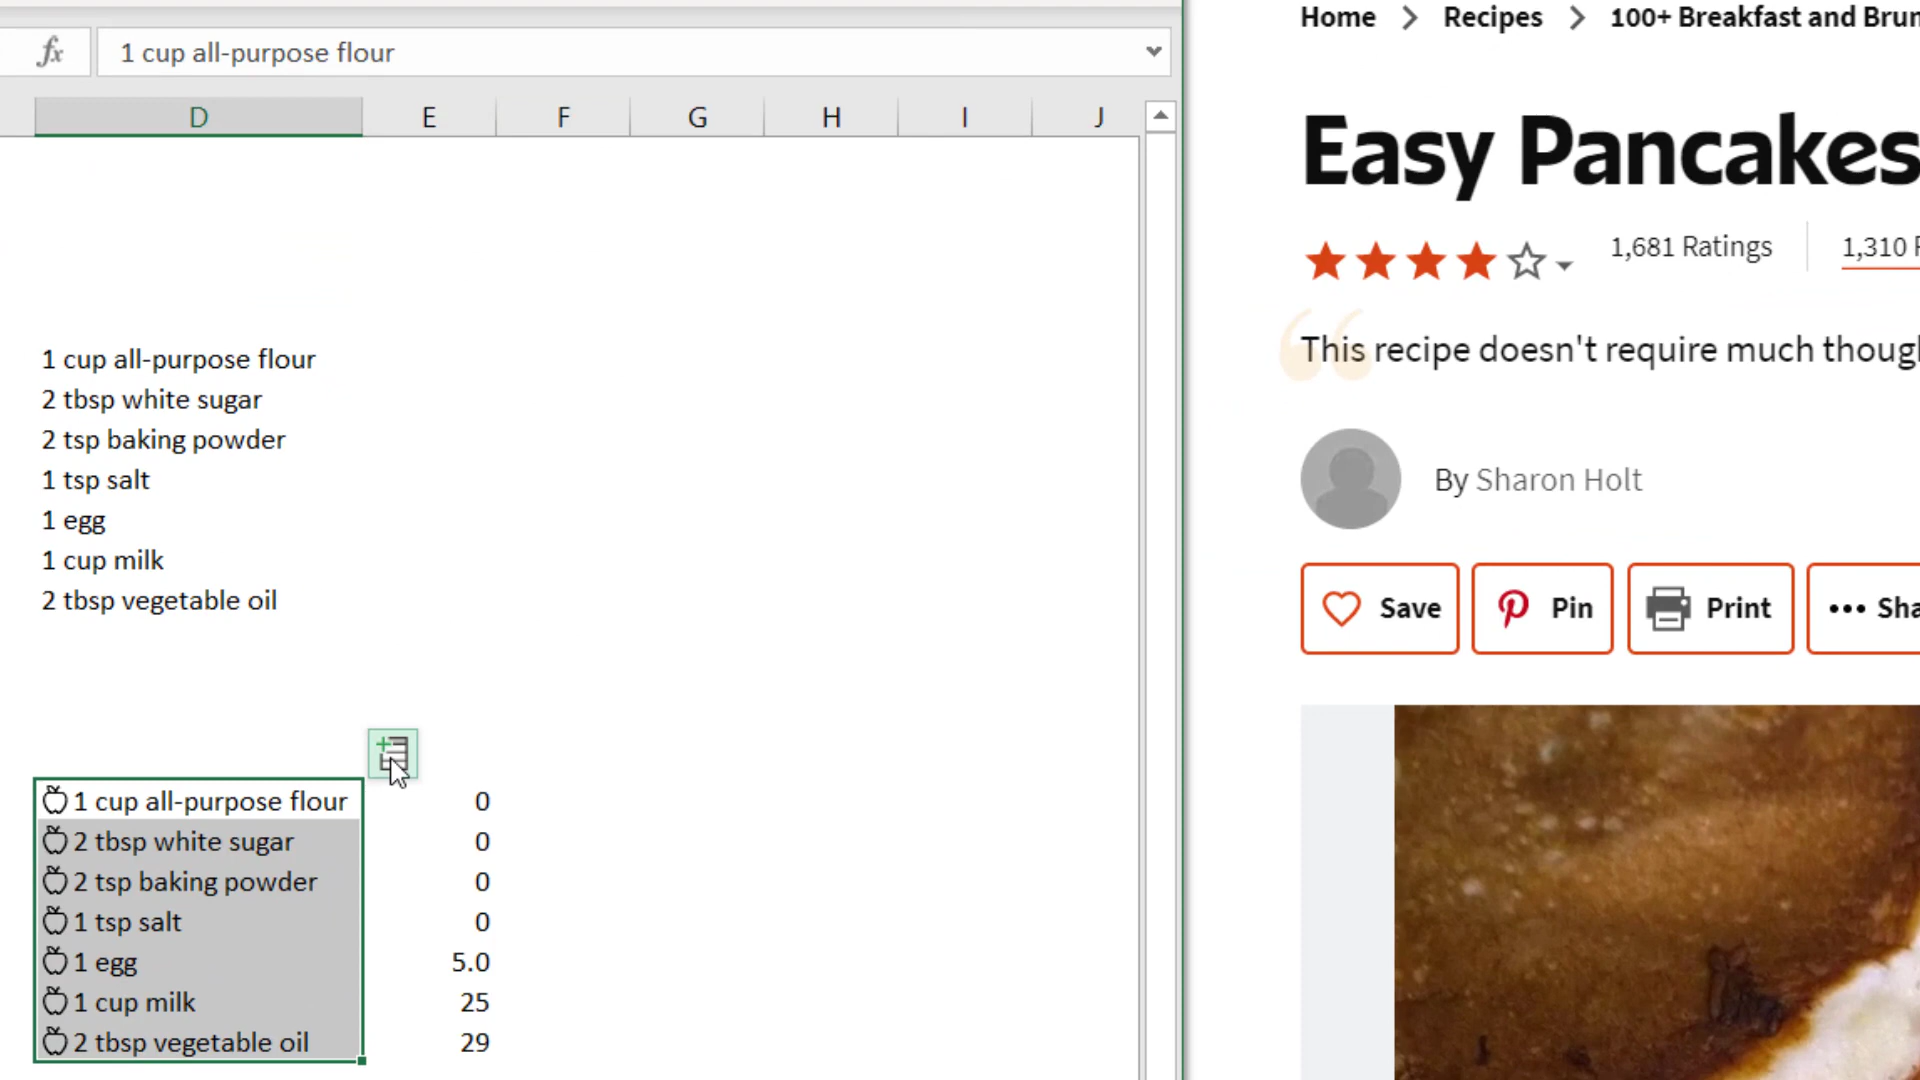 fx 1 cup all-purpose flour
D E F G H I J
1 cup all-purpose flour
2 tbsp white sugar
2 tsp baking powder
1 tsp salt
1 egg
1 cup milk
2 tbsp vegetable oil
1 cup all-purpose flour 0
2 tbsp white sugar 0
2 tsp baking powder 0
1 tsp salt 0
1 egg 5.0
1 cup milk 25
2 tbsp vegetable oil 29
Home > Recipes > 100+ Breakfast and Brun
Easy Pancakes
1,681 Ratings 1,310
This recipe doesn't require much though
By Sharon Holt
Save Pin Print Sha